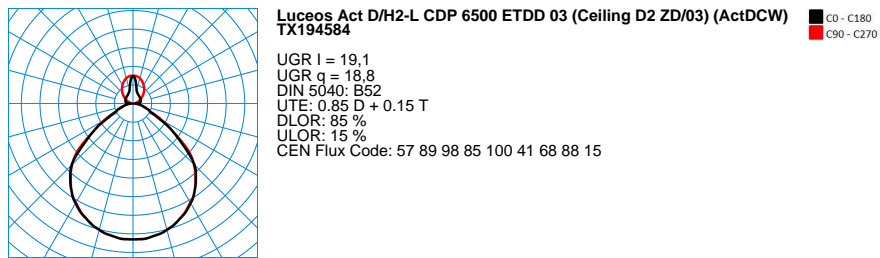 Luceos Act D/H2-L CDP 6500 ETDD 03 (Ceiling D2 ZD/03) (ActDCW)
TX194584
C0 - C180
C90 - C270
UGR l = 19,1
UGR q = 18,8
DIN 5040: B52
UTE: 0.85 D + 0.15 T
DLOR: 85 %
ULOR: 15 %
CEN Flux Code: 57 89 98 85 100 41 68 88 15